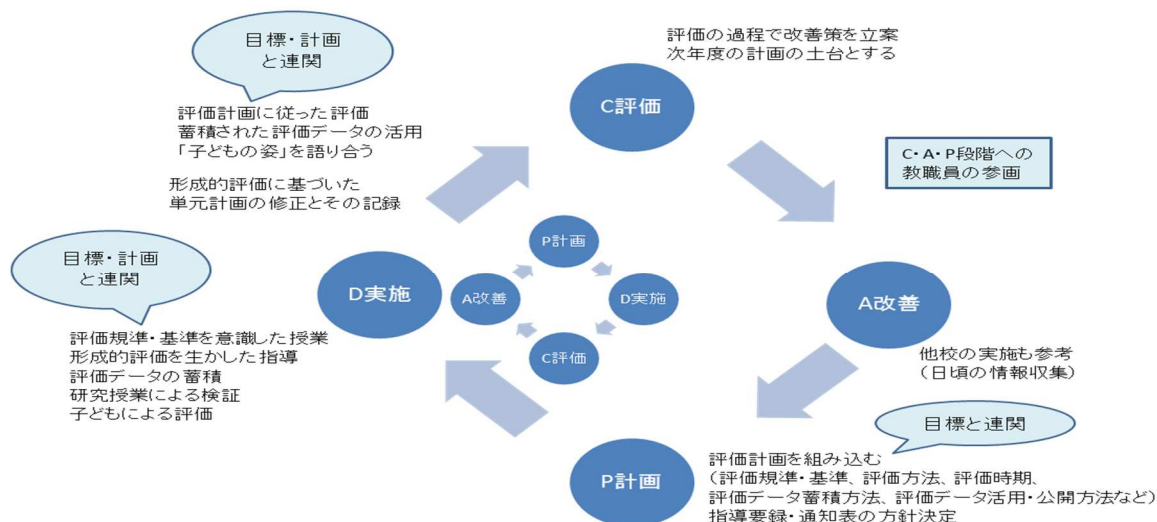 目標・計画
と連関
評価計画に従った評価
蓄積された評価データの活用
「子どもの姿」を語り合う
形成的評価に基づいた
単元計画の修正とその記録
評価の過程で改善策を立案
次年度の計画の土台とする
C評価
C・A・P段階への
教職員の参画
目標・計画
と連関
D実施
P計画
A改善
D実施
C評価
A改善
評価規準・基準を意識した授業
形成的評価を生かした指導
評価データの蓄積
研究授業による検証
子どもによる評価
他校の実施も参考
(日頃の情報収集)
目標と連関
P計画
評価計画を組み込む
(評価規準・基準、評価方法、評価時期、
評価データ蓄積方法、評価データ活用・公開方法など)
指導要録・通知表の方針決定